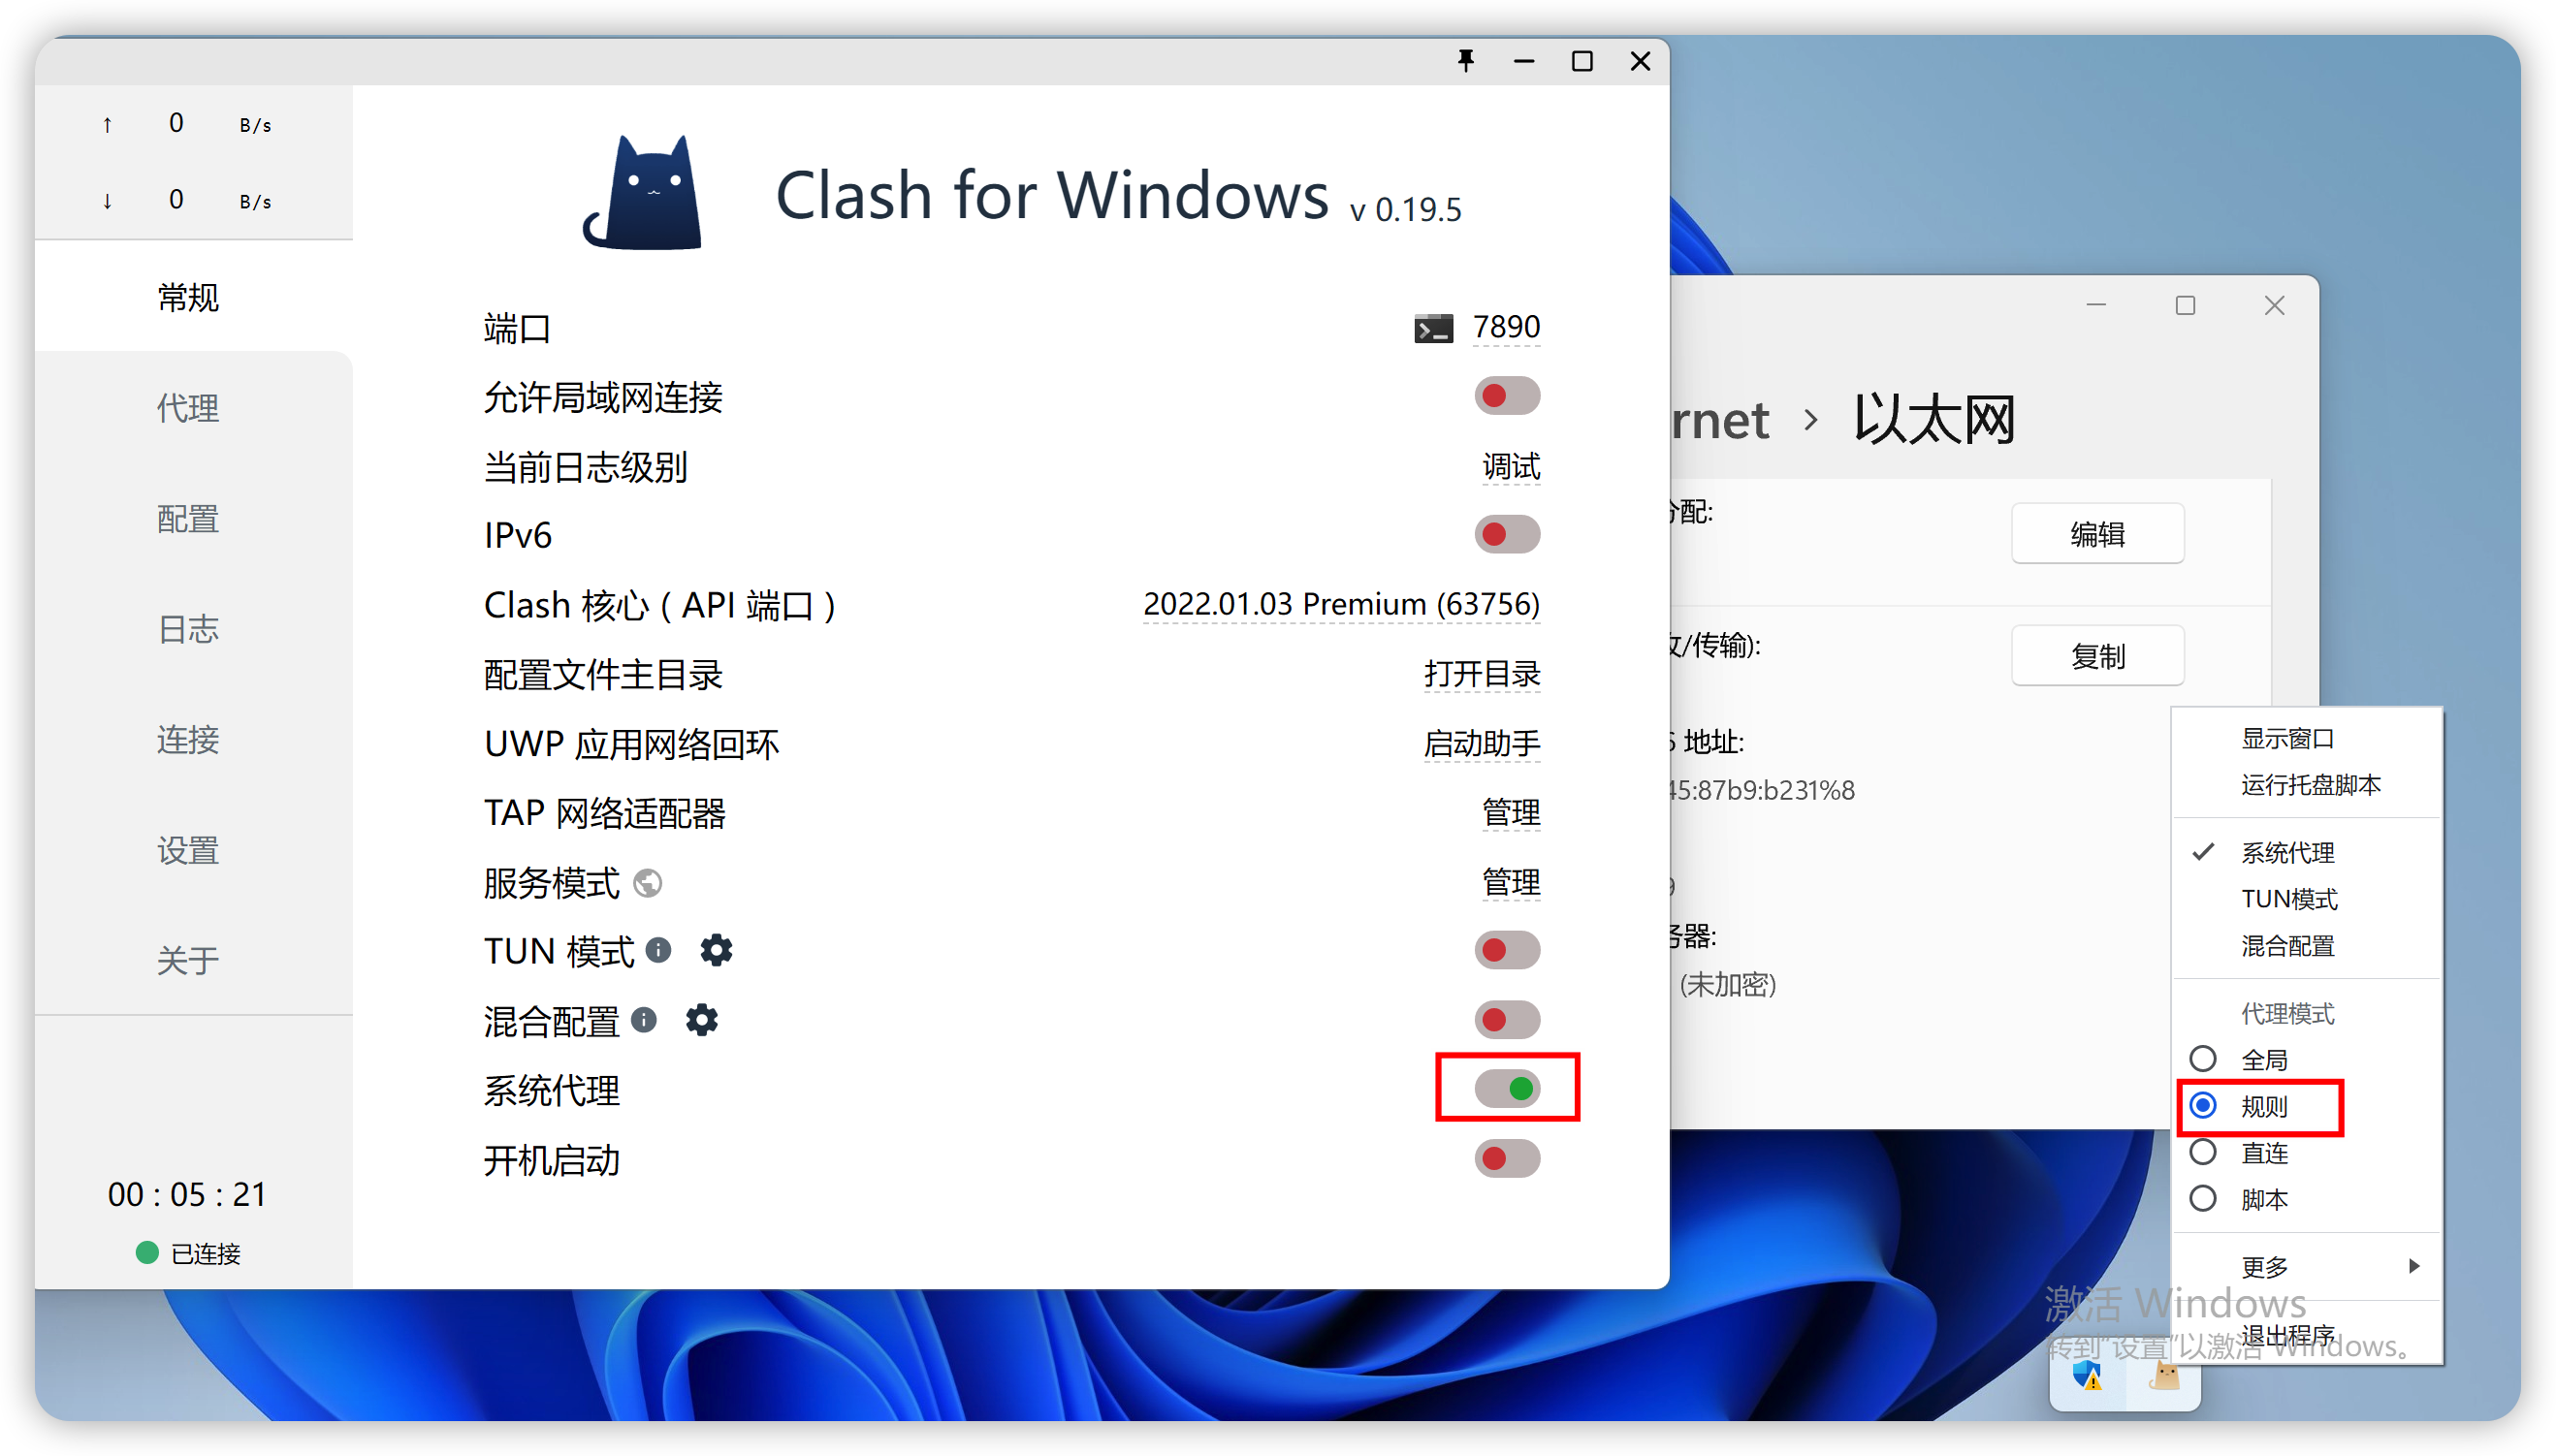 ↑ 0 B/s
↓ 0 B/s
常规
代理
配置
日志
连接
设置
关于
00 : 05 : 21
已连接
Clash for Windows v 0.19.5
端口 7890
允许局域网连接
当前日志级别 调试
IPv6
Clash 核心 ( API 端口 ) 2022.01.03 Premium (63756)
配置文件主目录 打开目录
UWP 应用网络回环 启动助手
TAP 网络适配器 管理
服务模式 管理
TUN 模式
混合配置
系统代理
开机启动
rnet › 以太网
配: 编辑
/传输): 复制
地址:
45:87b9:b231%8
器:
(未加密)
显示窗口
运行托盘脚本
系统代理
TUN模式
混合配置
代理模式
全局
规则
直连
脚本
更多
退出程序
激活 Windows
转到"设置"以激活 Windows。